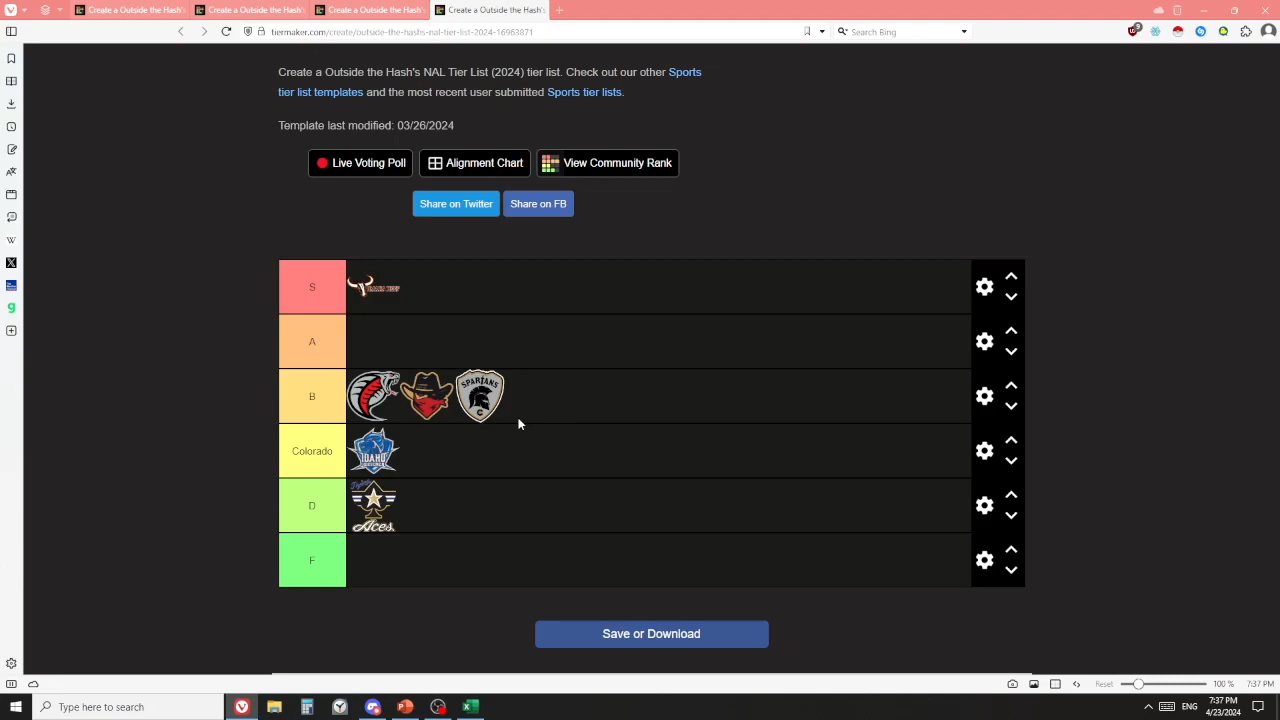 Create a Outside the Hash's
Create a Outside the Hash's
Create a Outside the Hash's
Create a Outside the Hash's
tiermaker.com/create/outside-the-hashs-nal-tier-list-2024-16963871
Search Bing
9
Create a Outside the Hash's NAL Tier List (2024) tier list. Check out our other Sports
tier list templates and the most recent user submitted Sports tier lists.
Template last modified: 03/26/2024
Live Voting Poll
Alignment Chart
View Community Rank
Share on Twitter
Share on FB
S
A
B
SPARTANS
C
Colorado
IDAHO
D
Aces
F
Save or Download
Reset
100 %
7:37 PM
Type here to search
7:37 PM
4/23/2024